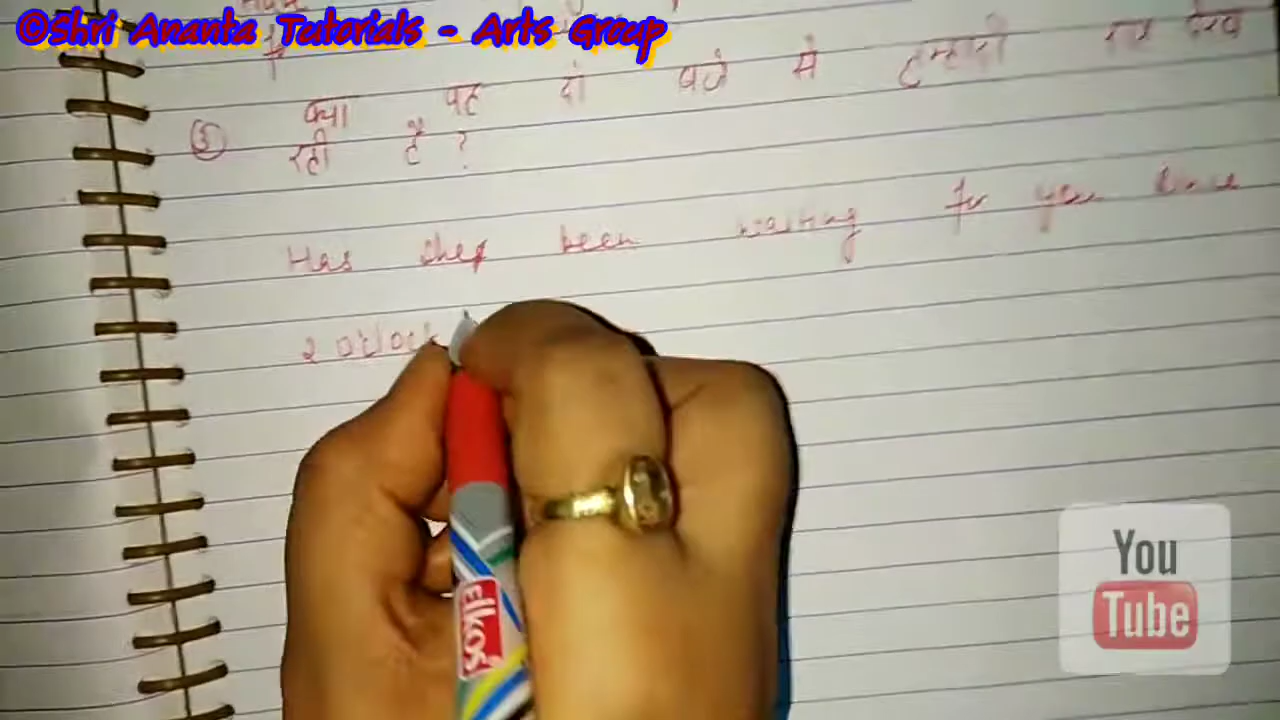 ©Shri Ananta Tutorials - Arts Group
में
③ क्या वह दो बजे से तुम्हारी राह देख
रही है ?
Has she been waiting for you since
2 o'clock
elkos
You
Tube